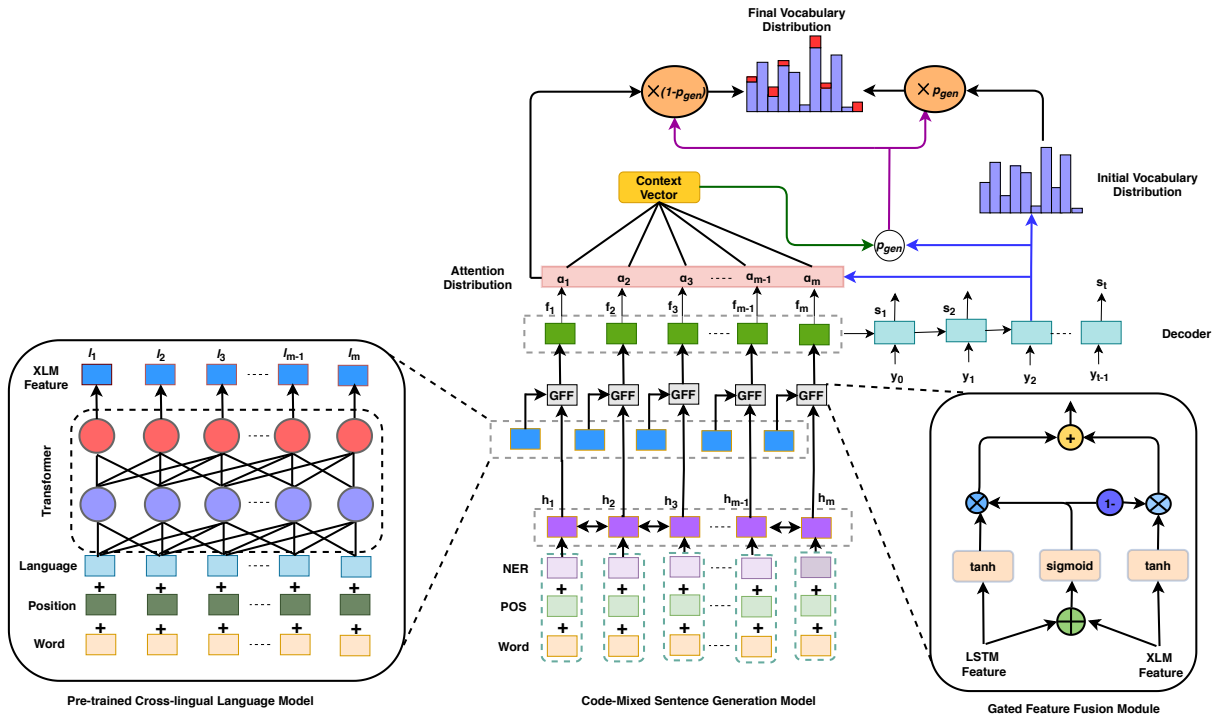 Final Vocabulary
Distribution
×(1-pgen)
× pgen
Context
Vector
Initial Vocabulary
Distribution
pgen
Attention
Distribution
α1 α2 α3 ---- αm-1 αm
f1 f2 f3 fm-1 fm
s1 s2 st
Decoder
y0 y1 y2 yt-1
l1 l2 l3 lm-1 lm
XLM
Feature
Transformer
Language
+ + + + +
Position
+ + + + +
Word
Pre-trained Cross-lingual Language Model
GFF GFF GFF GFF GFF
h1 h2 h3 hm-1 hm
NER
+ + + + +
POS
+ + + + +
Word
Code-Mixed Sentence Generation Model
+
1-
tanh sigmoid tanh
LSTM
Feature
XLM
Feature
Gated Feature Fusion Module